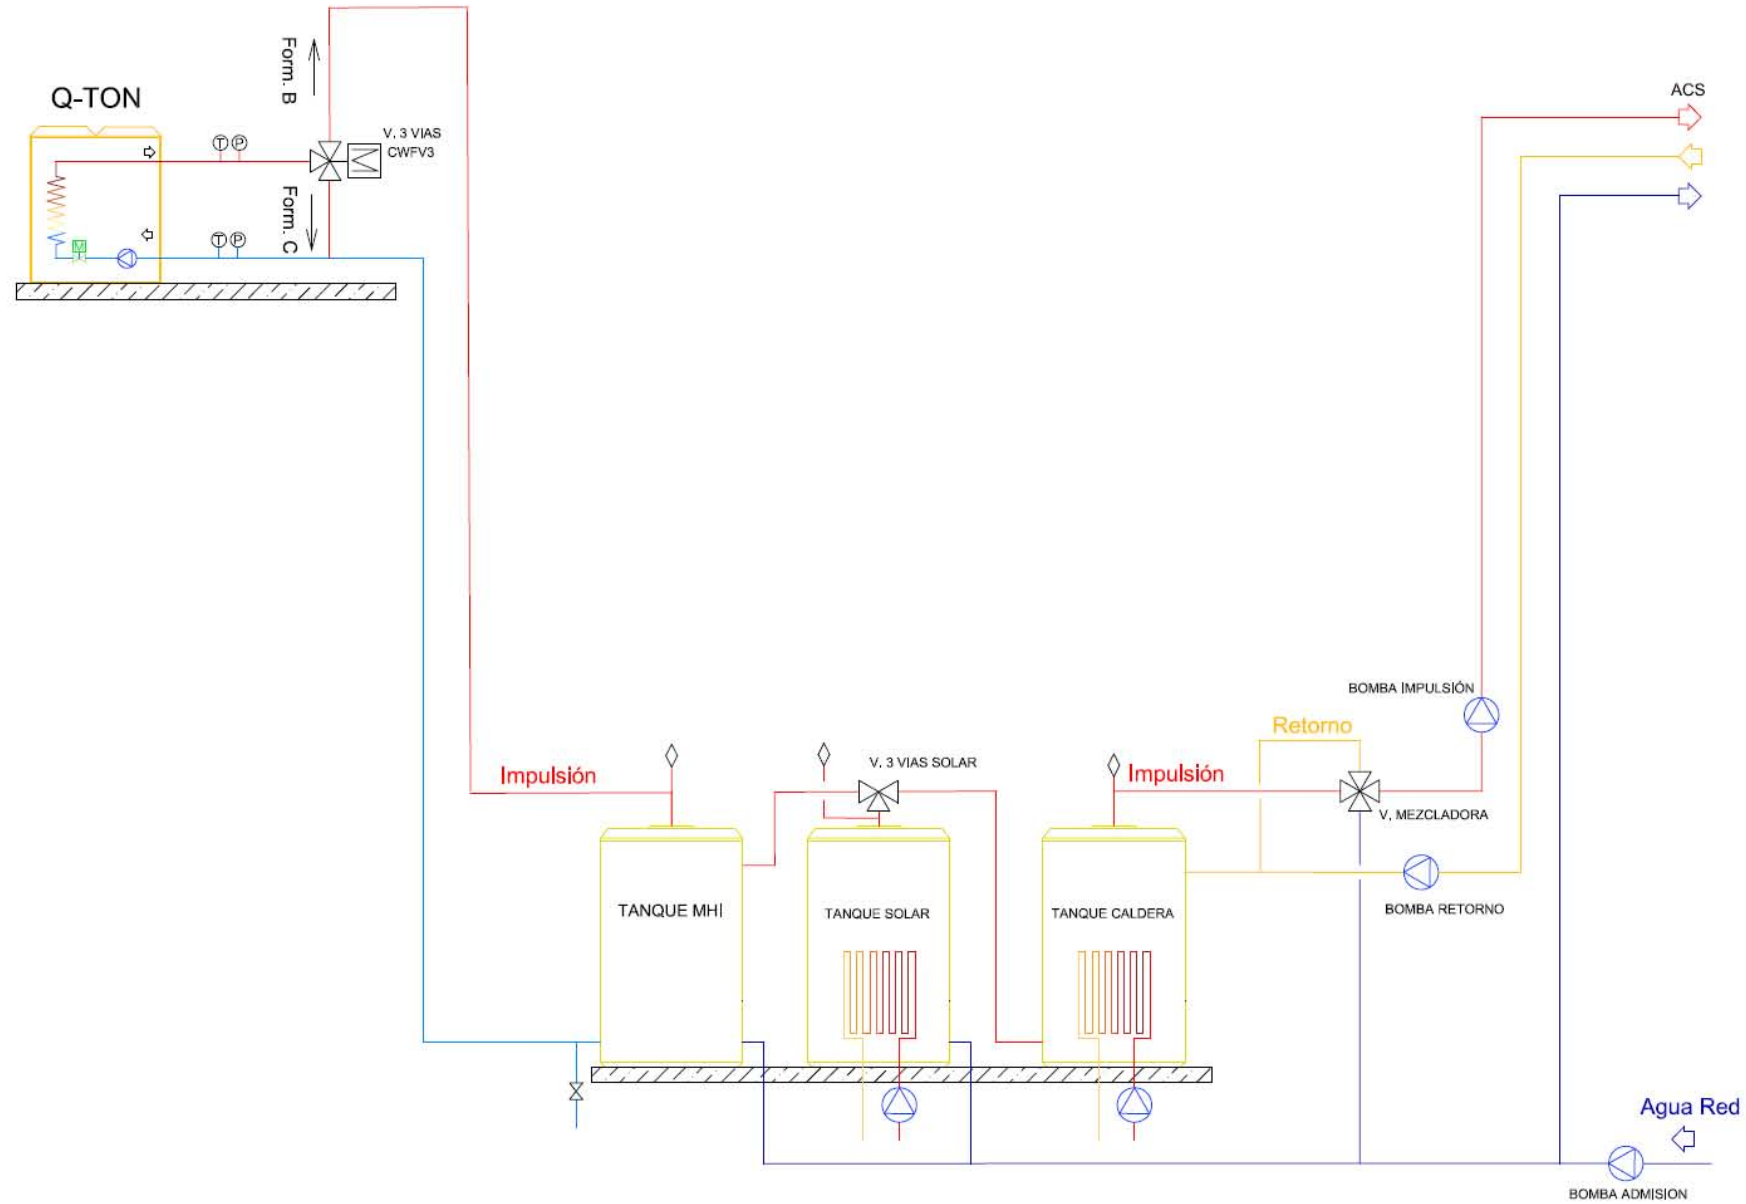 Form. B
Q-TON
ACS
T P
V. 3 VIAS
CWFV3
M
Form. C
T P
BOMBA IMPULSIÓN
Retorno
V. 3 VIAS SOLAR
Impulsión
Impulsión
V. MEZCLADORA
TANQUE MHI
TANQUE SOLAR
TANQUE CALDERA
BOMBA RETORNO
Agua Red
BOMBA ADMISION